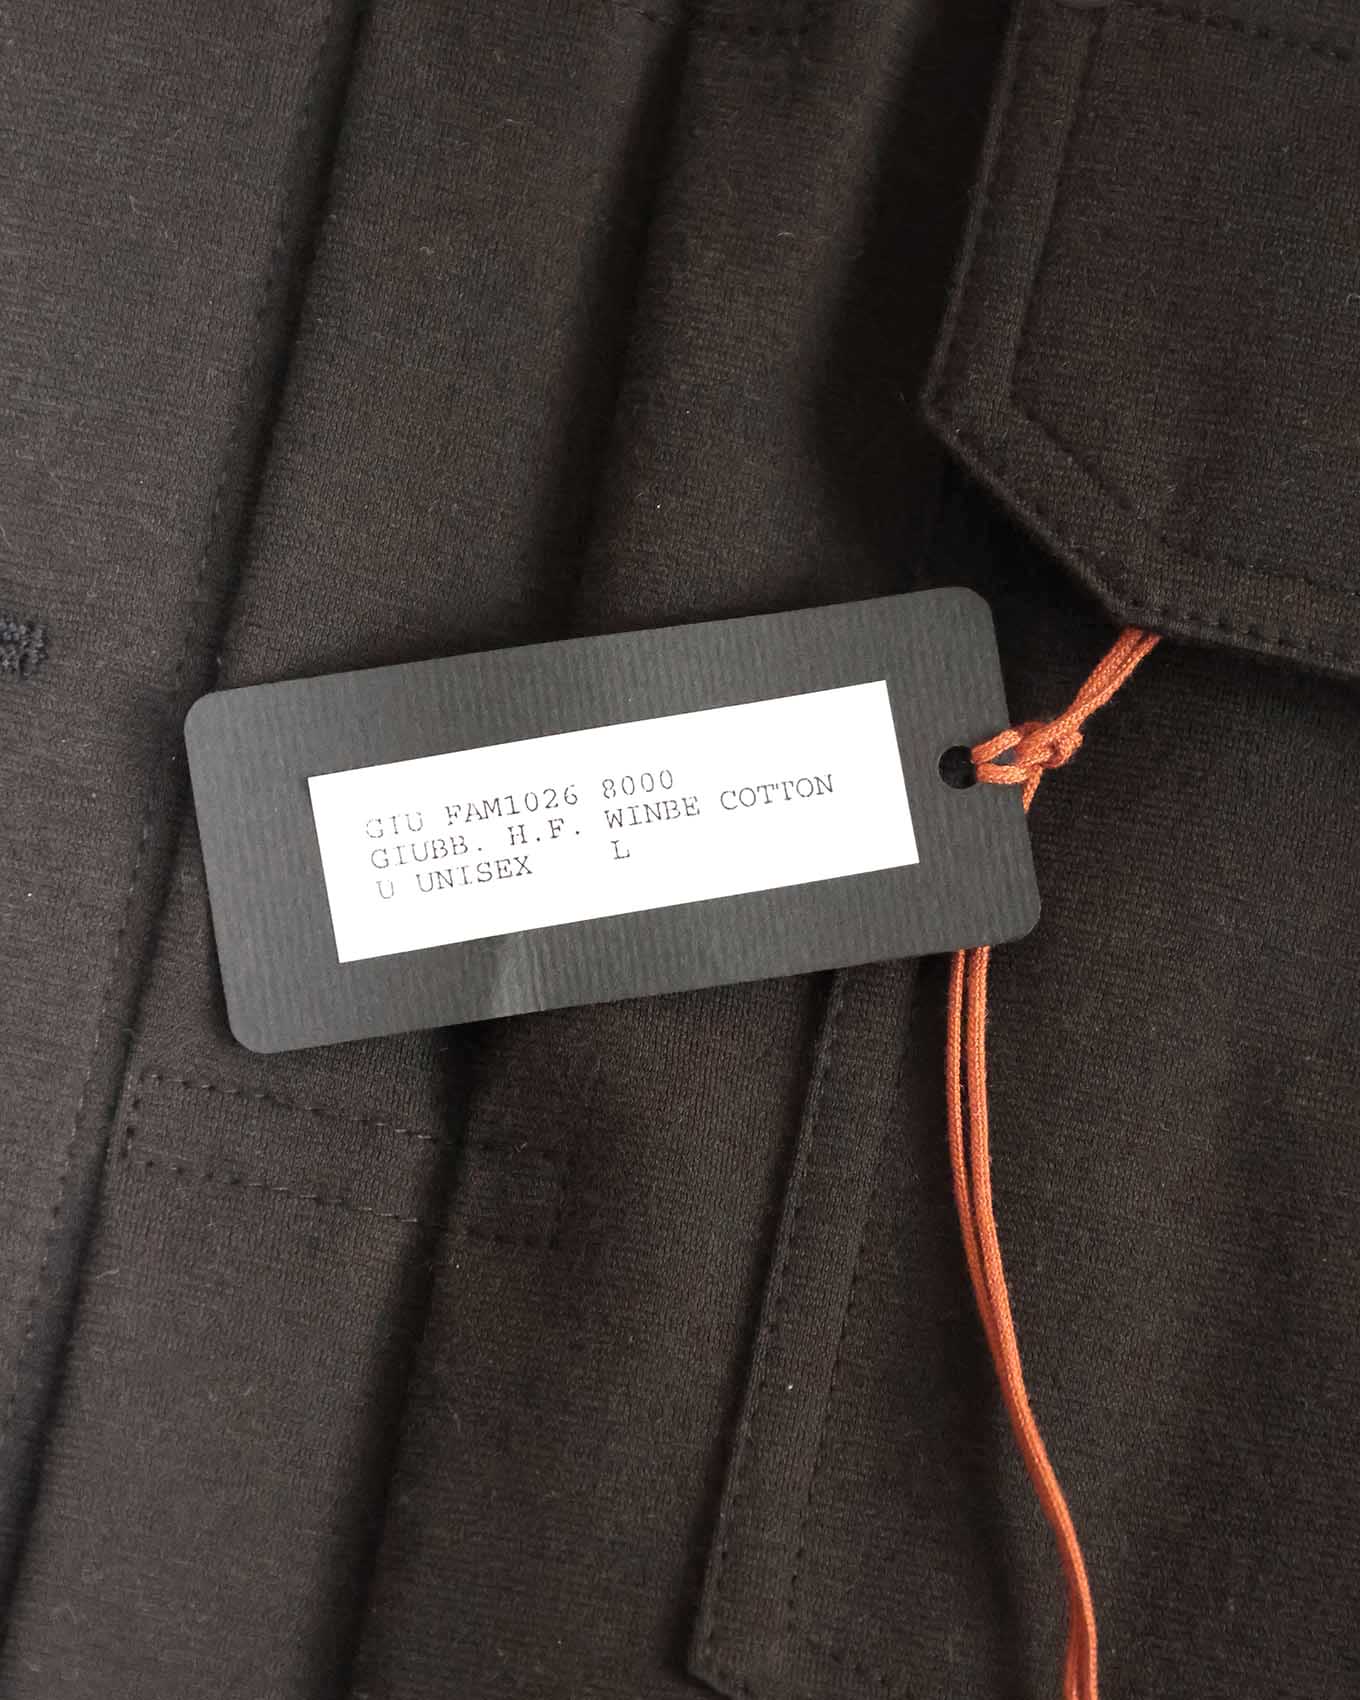 GIU FAM1026 8000
GIUBB. H.F. WINBE COTTON
U UNISEX L